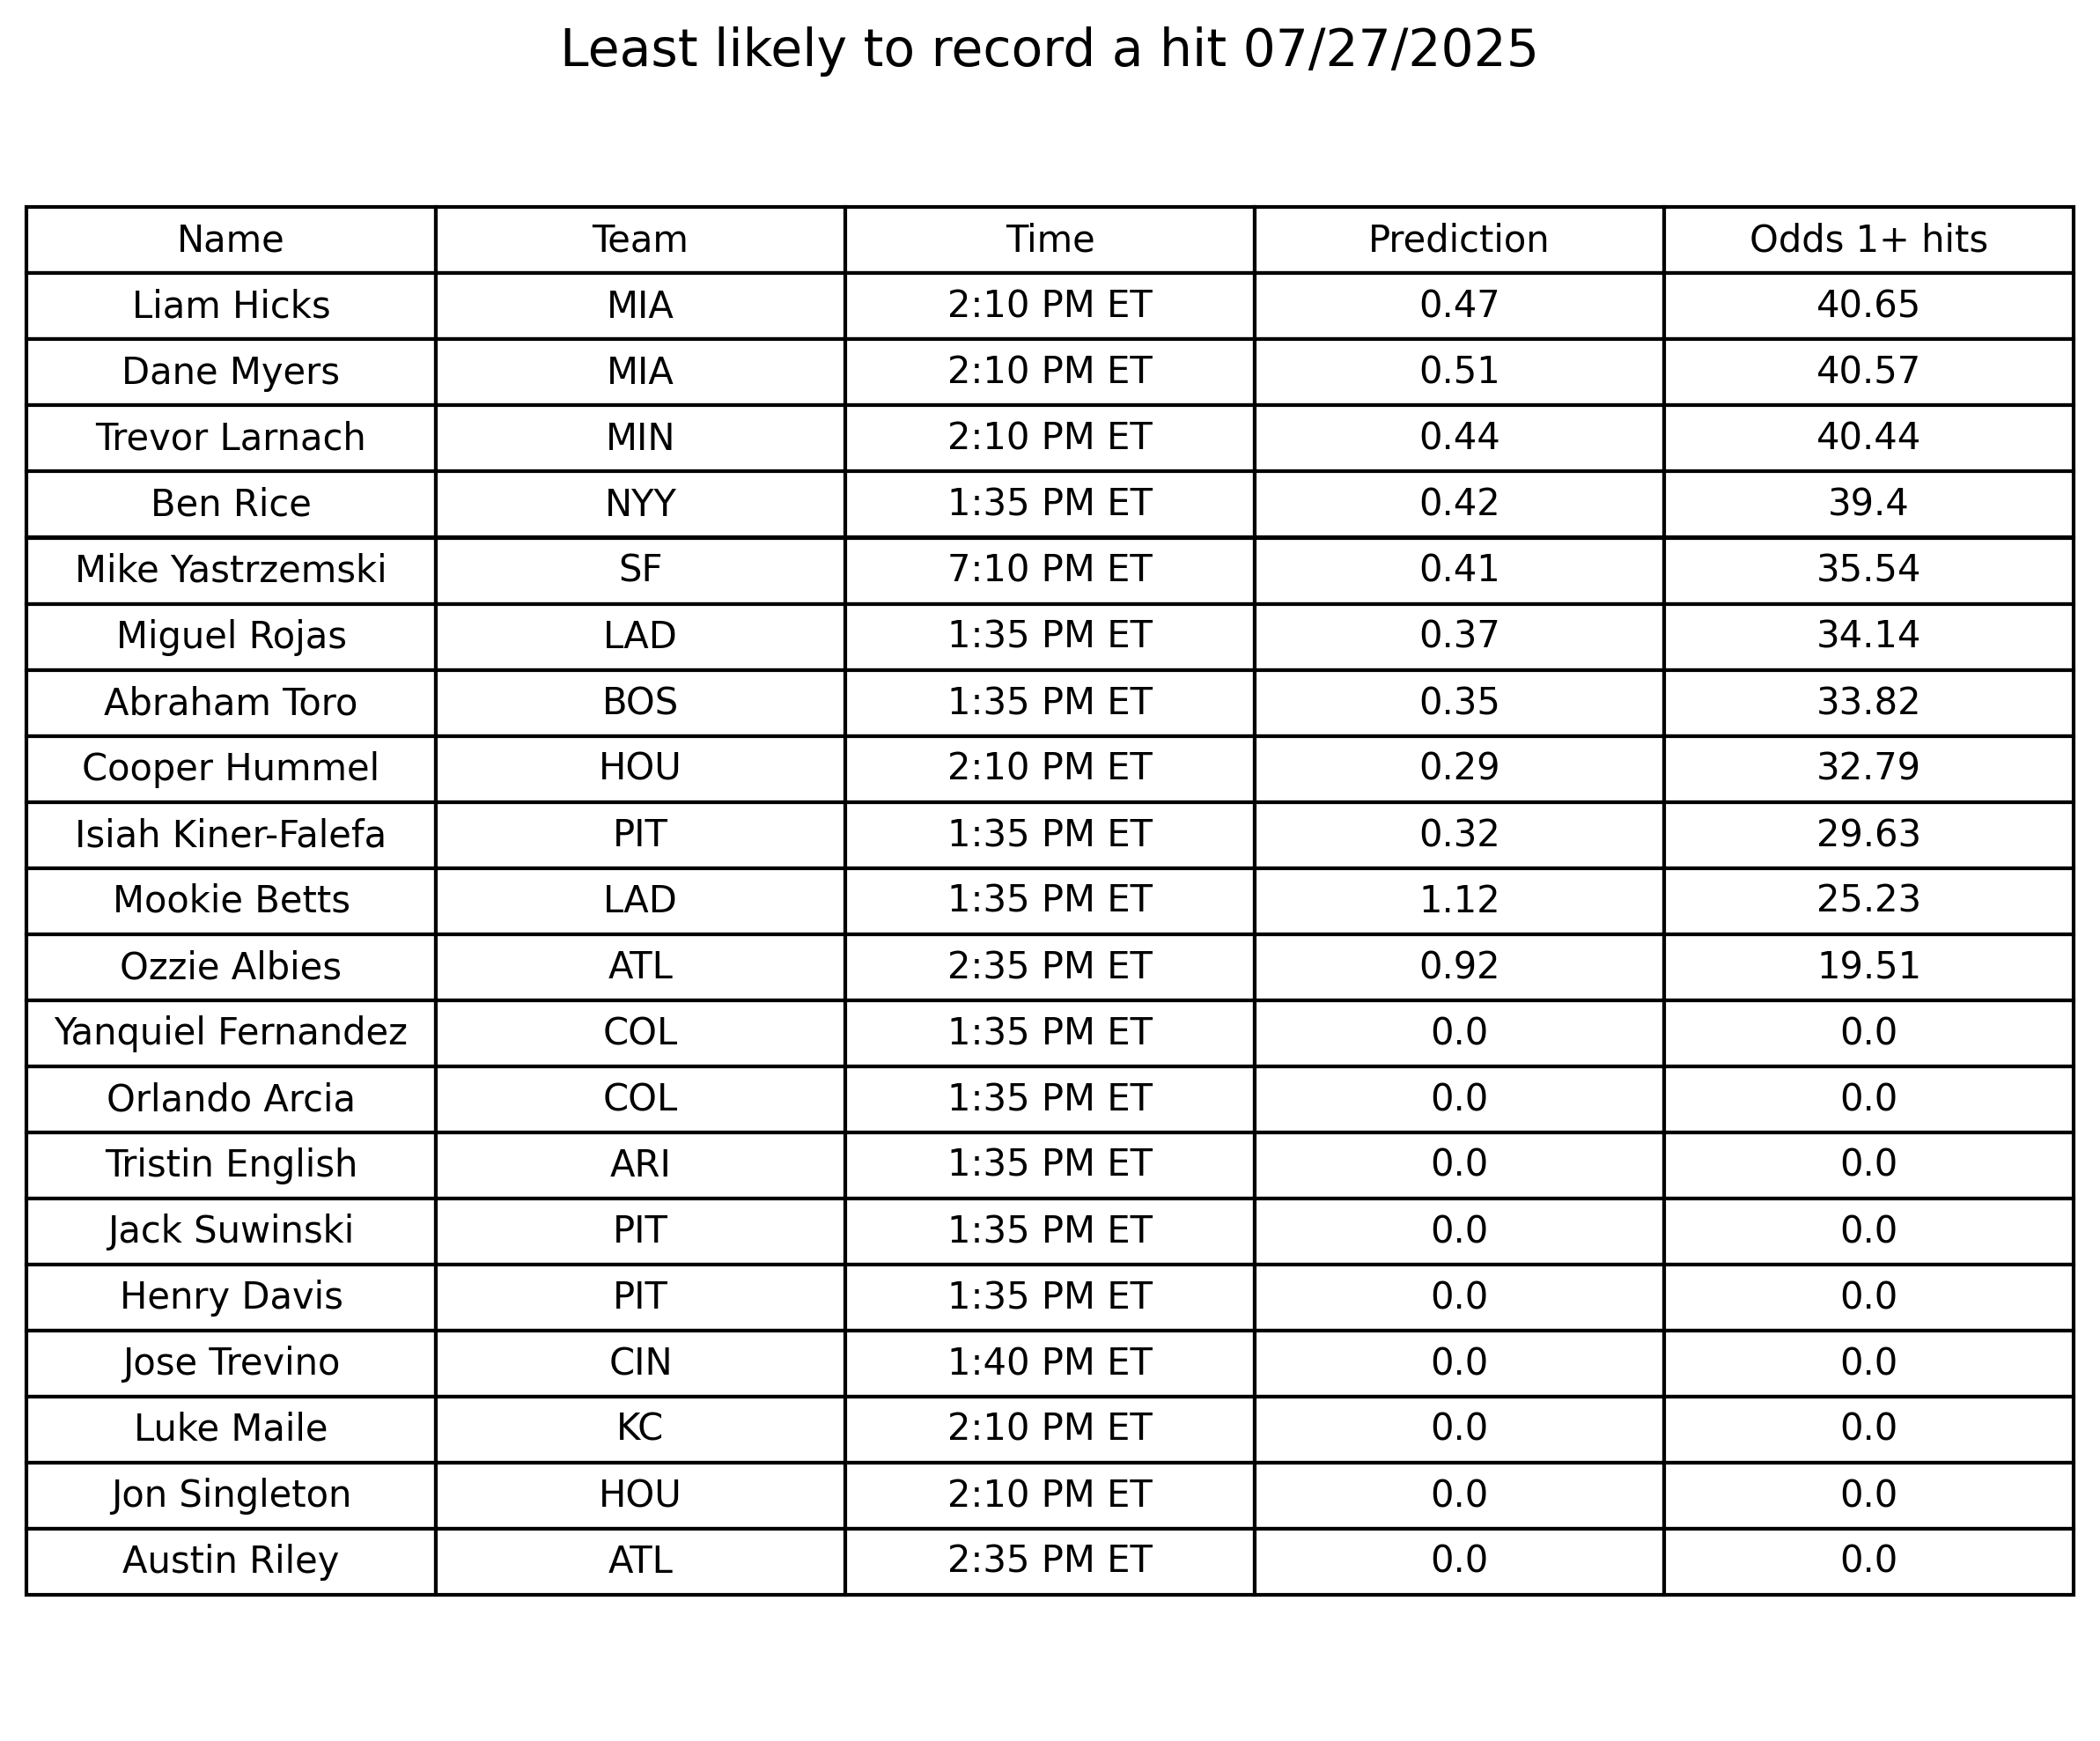 Least likely to record a hit 07/27/2025
Name Team Time Prediction Odds 1+ hits
Liam Hicks MIA 2:10 PM ET 0.47 40.65
Dane Myers MIA 2:10 PM ET 0.51 40.57
Trevor Larnach MIN 2:10 PM ET 0.44 40.44
Ben Rice NYY 1:35 PM ET 0.42 39.4
Mike Yastrzemski SF 7:10 PM ET 0.41 35.54
Miguel Rojas LAD 1:35 PM ET 0.37 34.14
Abraham Toro BOS 1:35 PM ET 0.35 33.82
Cooper Hummel HOU 2:10 PM ET 0.29 32.79
Isiah Kiner-Falefa PIT 1:35 PM ET 0.32 29.63
Mookie Betts LAD 1:35 PM ET 1.12 25.23
Ozzie Albies ATL 2:35 PM ET 0.92 19.51
Yanquiel Fernandez COL 1:35 PM ET 0.0 0.0
Orlando Arcia COL 1:35 PM ET 0.0 0.0
Tristin English ARI 1:35 PM ET 0.0 0.0
Jack Suwinski PIT 1:35 PM ET 0.0 0.0
Henry Davis PIT 1:35 PM ET 0.0 0.0
Jose Trevino CIN 1:40 PM ET 0.0 0.0
Luke Maile KC 2:10 PM ET 0.0 0.0
Jon Singleton HOU 2:10 PM ET 0.0 0.0
Austin Riley ATL 2:35 PM ET 0.0 0.0